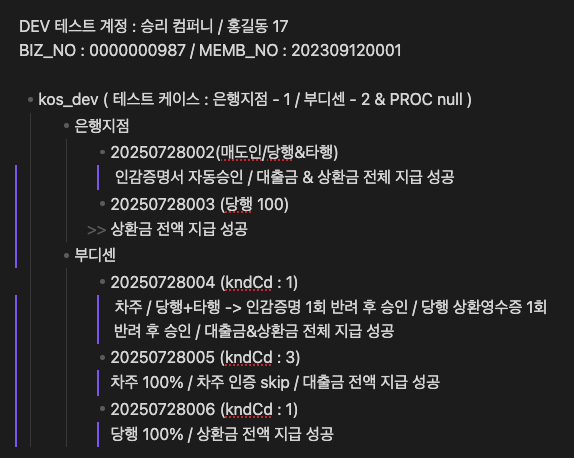 DEV 테스트 계정 : 승리 컴퍼니 / 홍길동 17
BIZ_NO : 0000000987 / MEMB_NO : 202309120001
kos_dev ( 테스트 케이스 : 은행지점 - 1 / 부디센 - 2 & PROC null )
은행지점
20250728002(매도인/당행&타행)
인감증명서 자동승인 / 대출금 & 상환금 전체 지급 성공
20250728003 (당행 100)
>> 상환금 전액 지급 성공
부디센
20250728004 (kndCd : 1)
차주 / 당행+타행 -> 인감증명 1회 반려 후 승인 / 당행 상환영수증 1회
반려 후 승인 / 대출금&상환금 전체 지급 성공
20250728005 (kndCd : 3)
차주 100% / 차주 인증 skip / 대출금 전액 지급 성공
20250728006 (kndCd : 1)
당행 100% / 상환금 전액 지급 성공